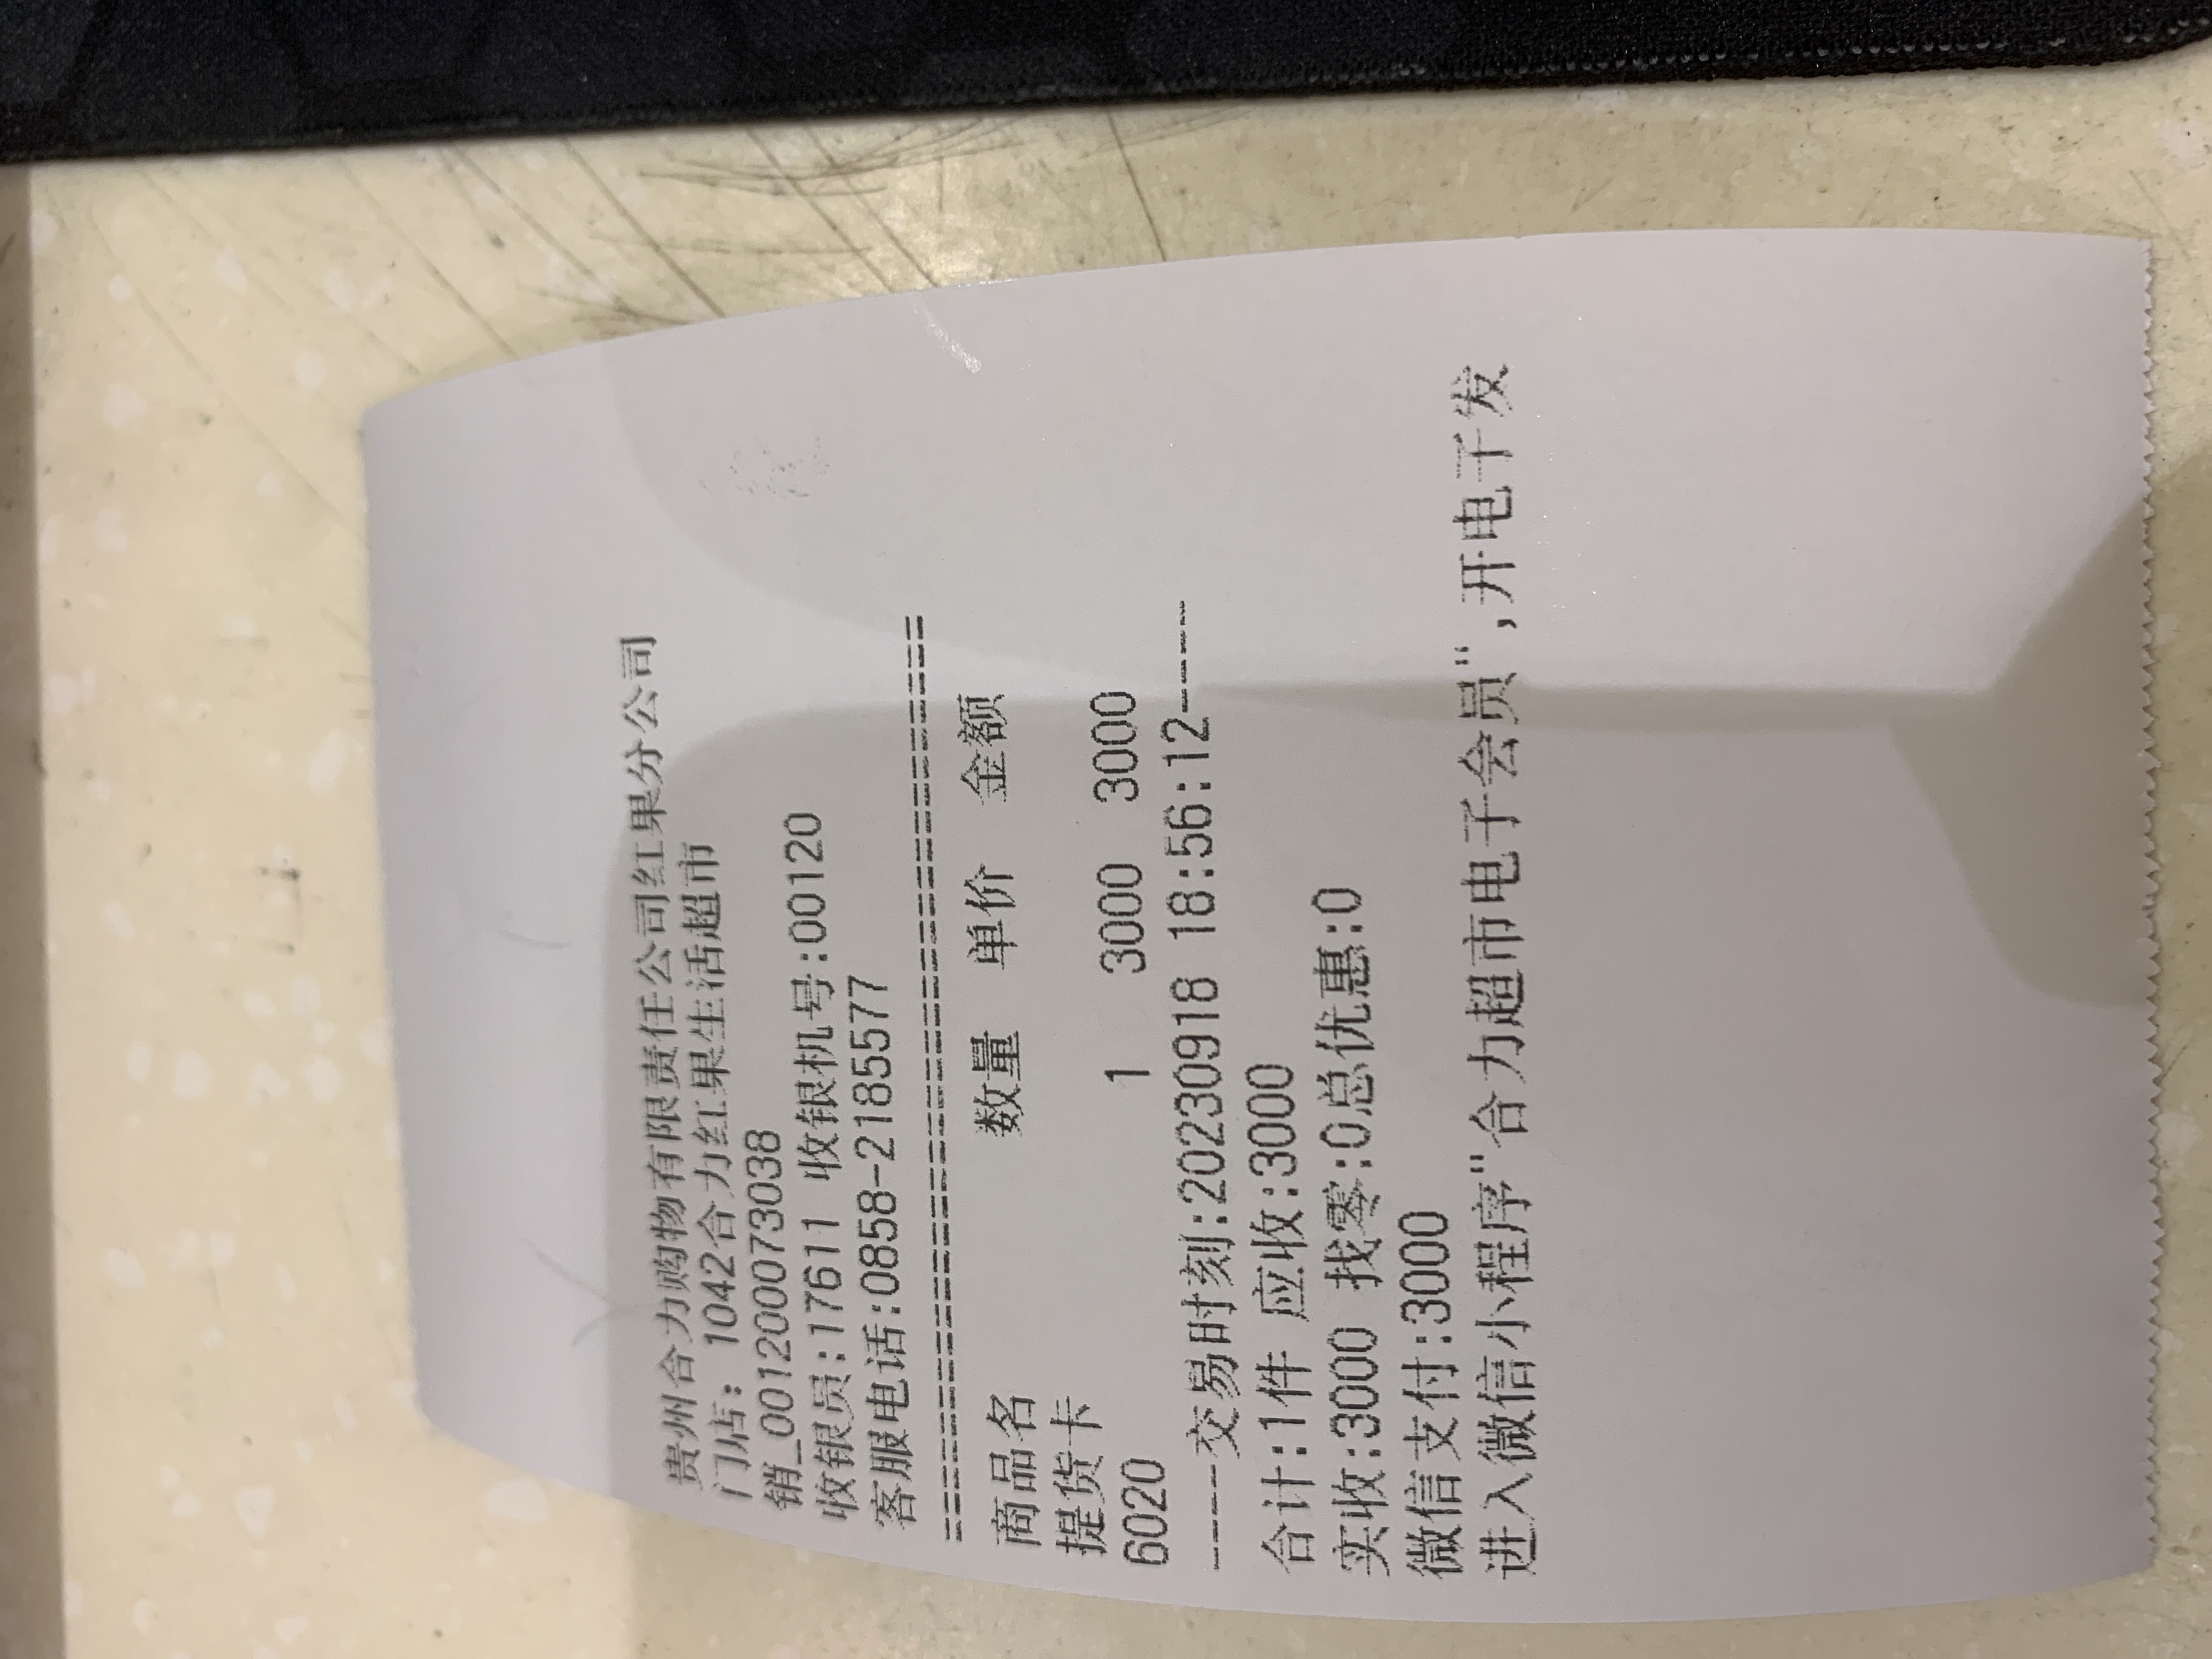 贵州合力购物有限责任公司红果分公司
门店： 1042合力红果生活超市
销_0012000073038
收银员:17611 收银机号:00120
客服电话:0858-2185577
================================
商品名 数量 单价 金额
提货卡
6020 1 3000 3000
----交易时刻:20230918 18:56:12----
合计:1件 应收:3000
实收:3000 找零:0总优惠:0
微信支付:3000
进入微信小程序"合力超市电子会员",开电子发